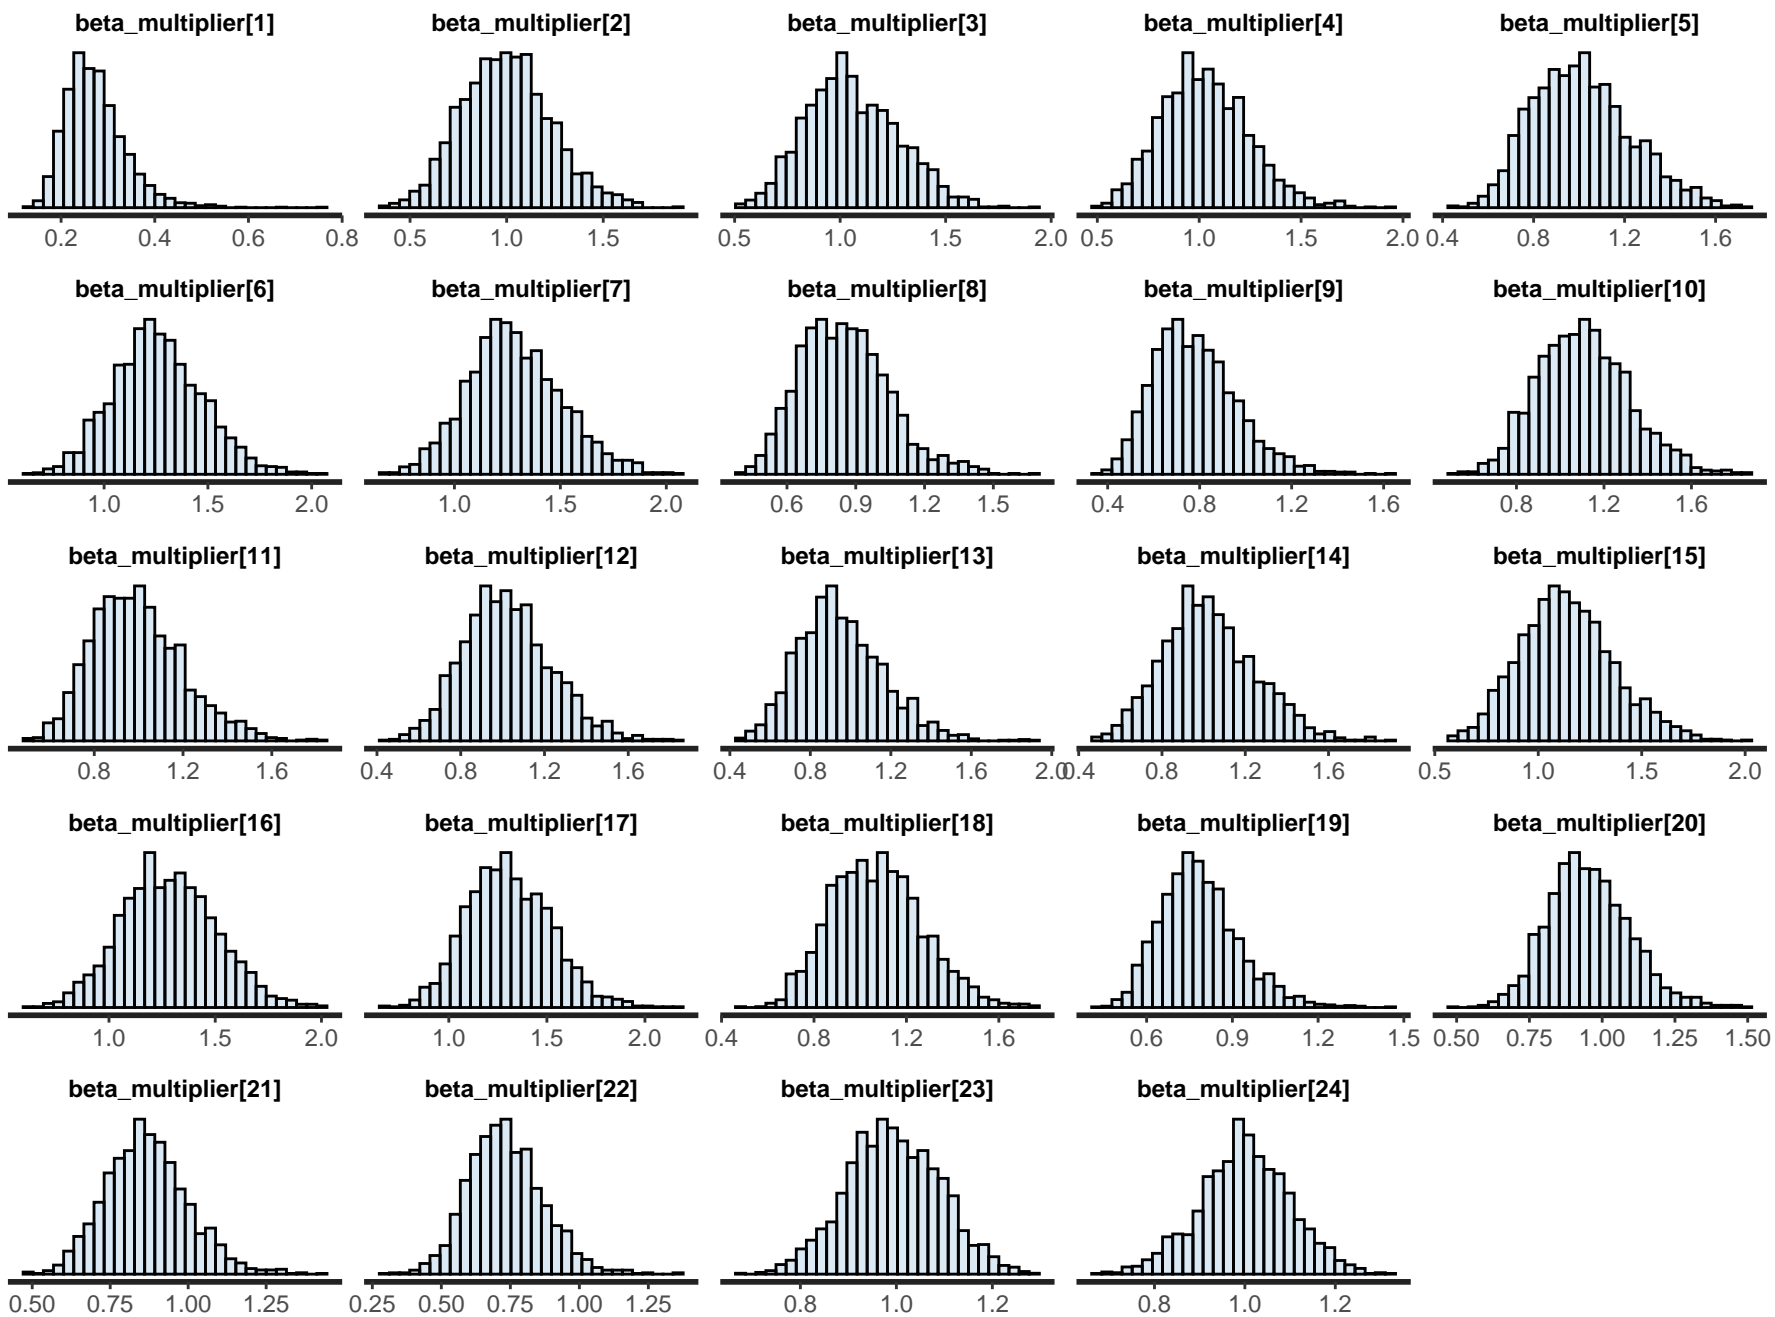 beta_multiplier[1] beta_multiplier[2] beta_multiplier[3] beta_multiplier[4] beta_multiplier[5]
0.2 0.4 0.6 0.8 0.5 1.0 1.5 0.5 1.0 1.5 2.0 0.5 1.0 1.5 2.0 0.4 0.8 1.2 1.6
beta_multiplier[6] beta_multiplier[7] beta_multiplier[8] beta_multiplier[9] beta_multiplier[10]
1.0 1.5 2.0 1.0 1.5 2.0 0.6 0.9 1.2 1.5 0.4 0.8 1.2 1.6 0.8 1.2 1.6
beta_multiplier[11] beta_multiplier[12] beta_multiplier[13] beta_multiplier[14] beta_multiplier[15]
0.8 1.2 1.6 0.4 0.8 1.2 1.6 0.4 0.8 1.2 1.6 2.0 0.4 0.8 1.2 1.6 0.5 1.0 1.5 2.0
beta_multiplier[16] beta_multiplier[17] beta_multiplier[18] beta_multiplier[19] beta_multiplier[20]
1.0 1.5 2.0 1.0 1.5 2.0 0.4 0.8 1.2 1.6 0.6 0.9 1.2 1.5 0.50 0.75 1.00 1.25 1.50
beta_multiplier[21] beta_multiplier[22] beta_multiplier[23] beta_multiplier[24]
0.50 0.75 1.00 1.25 0.25 0.50 0.75 1.00 1.25 0.8 1.0 1.2 0.8 1.0 1.2